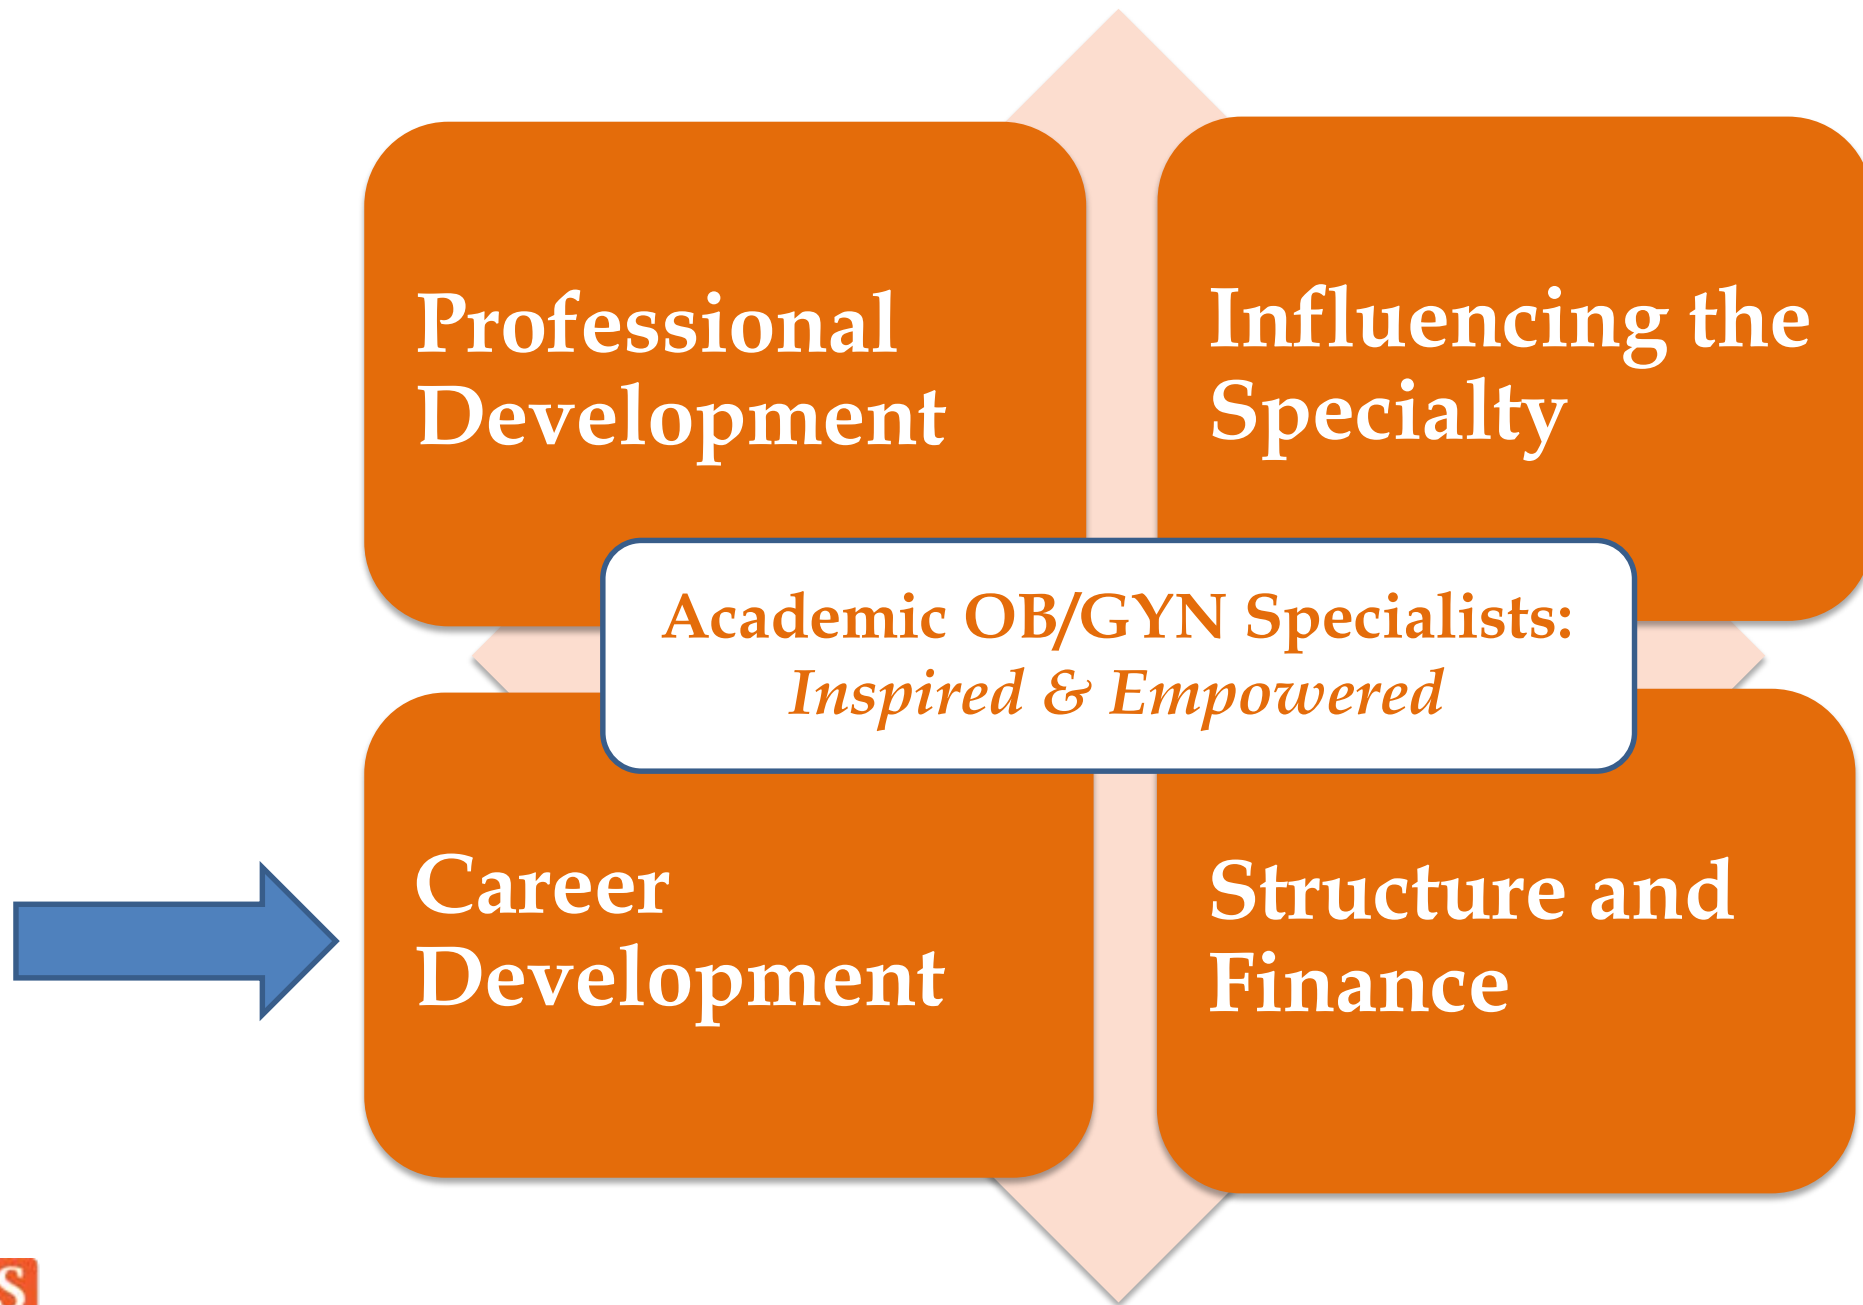 Professional
Development
Influencing the
Specialty
Academic OB/GYN Specialists:
Inspired & Empowered
Career
Development
Structure and
Finance
S